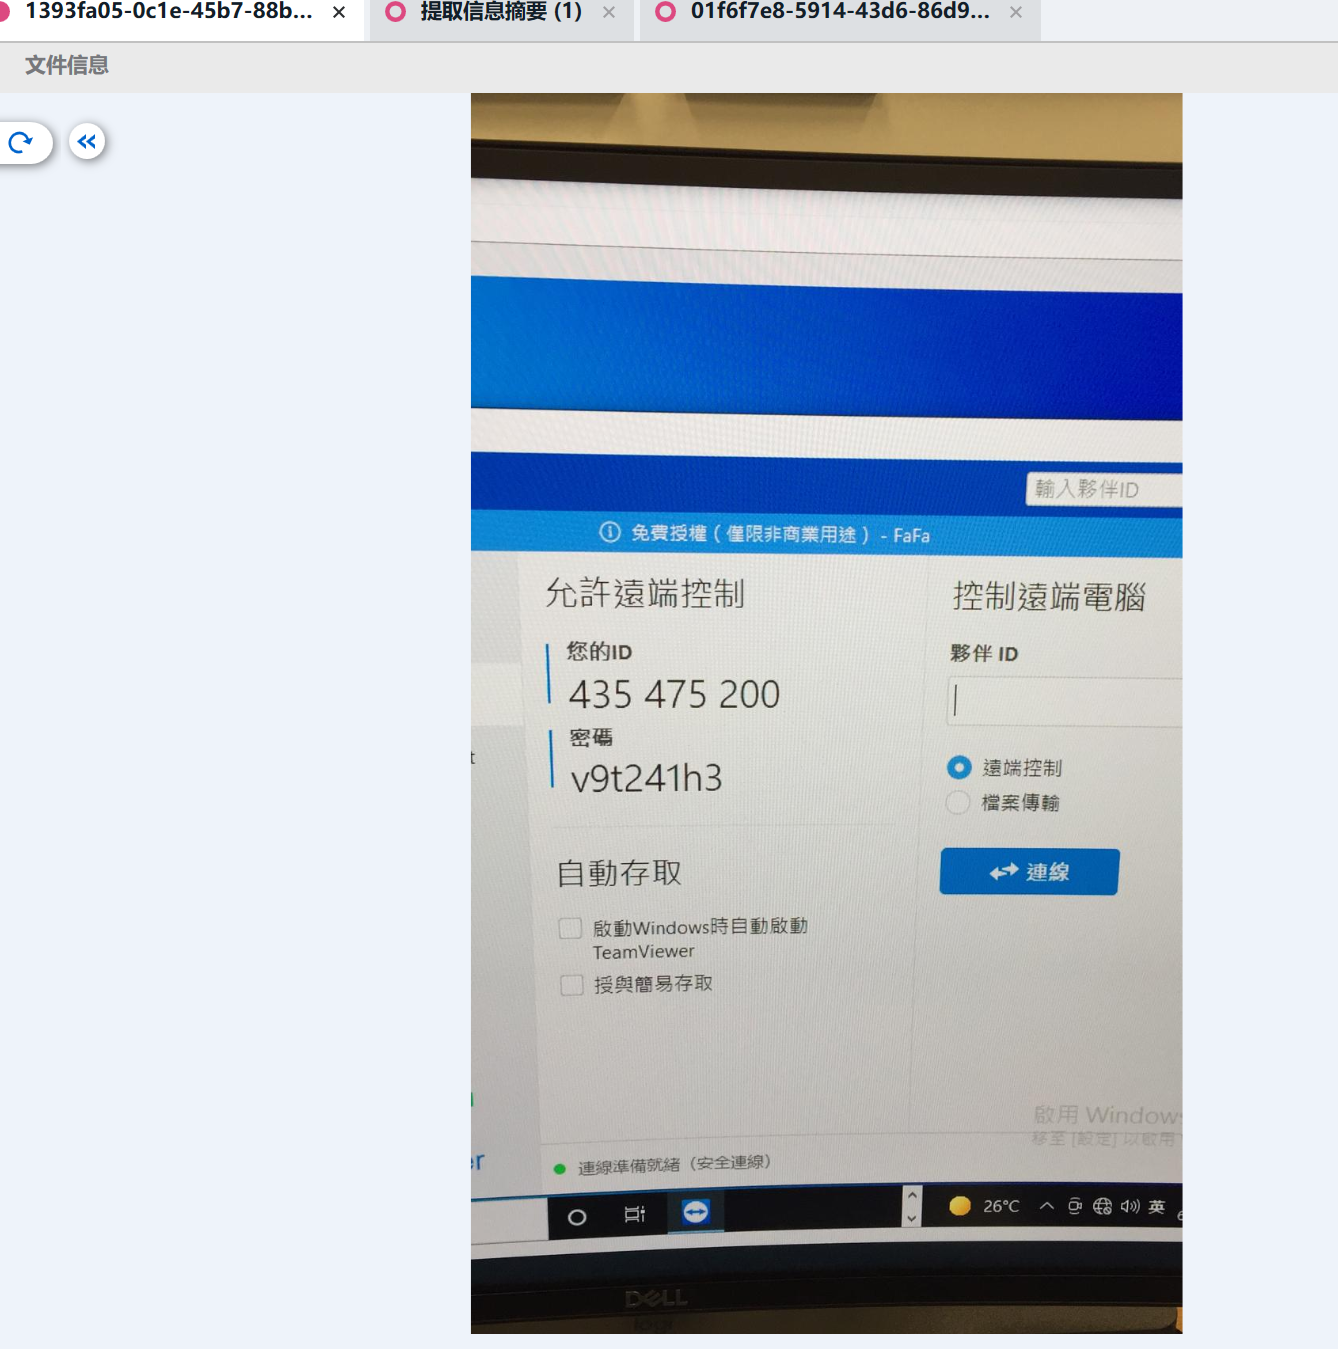 1393fa05-0c1e-45b7-88b...
提取信息摘要 (1)
01f6f7e8-5914-43d6-86d9...
文件信息
輸入夥伴ID
免費授權（僅限非商業用途） - FaFa
允許遠端控制
您的ID
435 475 200
密碼
v9t241h3
自動存取
啟動Windows時自動啟動
TeamViewer
授與簡易存取
控制遠端電腦
夥伴 ID
遠端控制
檔案傳輸
連線
啟用 Windows
移至 [設定] 以啟用
連線準備就緒（安全連線）
26°C
英
DELL